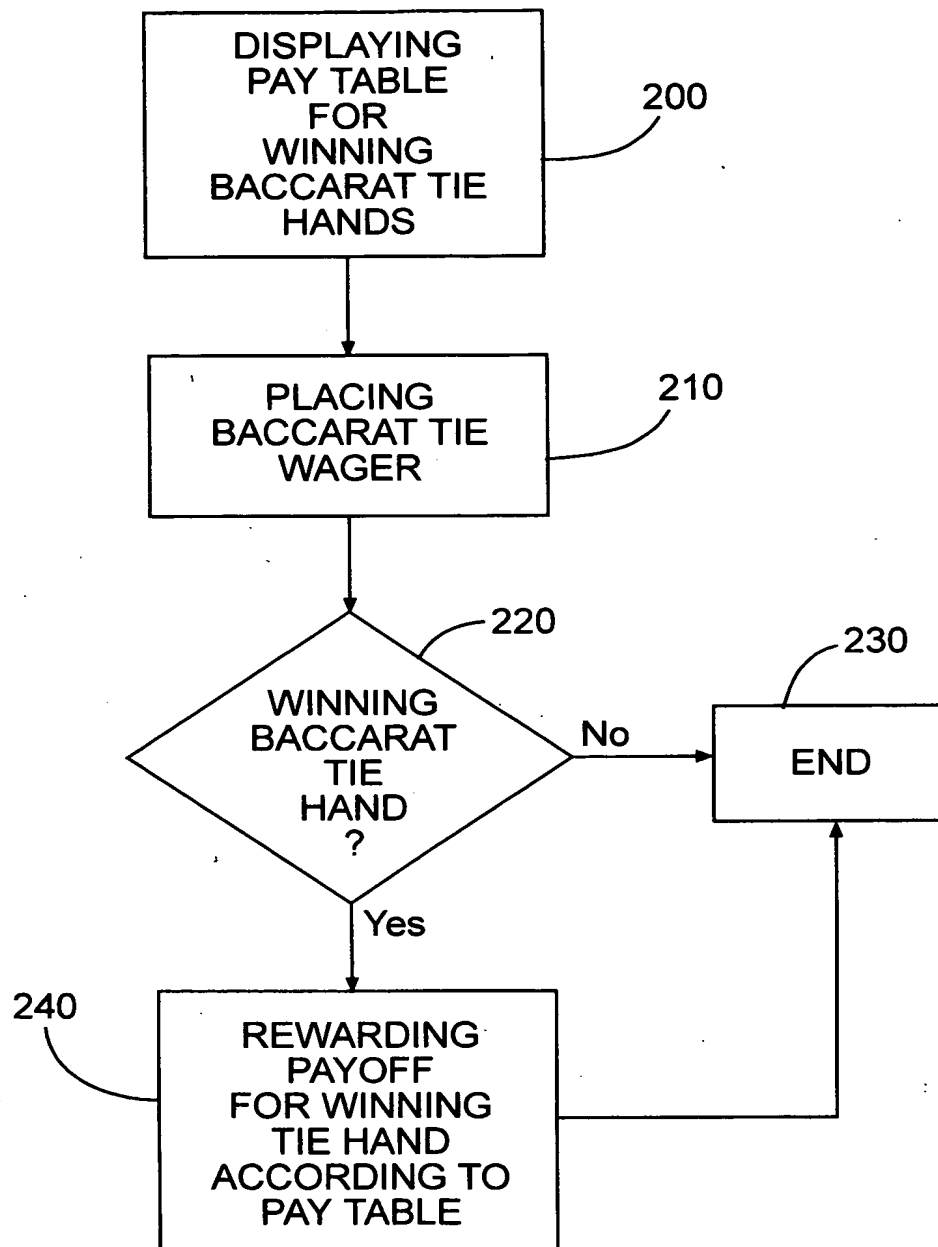 DISPLAYING
PAY TABLE
FOR
WINNING
BACCARAT TIE
HANDS
200
PLACING
BACCARAT TIE
WAGER
210
220
WINNING
BACCARAT
TIE
HAND
?
No
230
END
Yes
240
REWARDING
PAYOFF
FOR WINNING
TIE HAND
ACCORDING TO
PAY TABLE